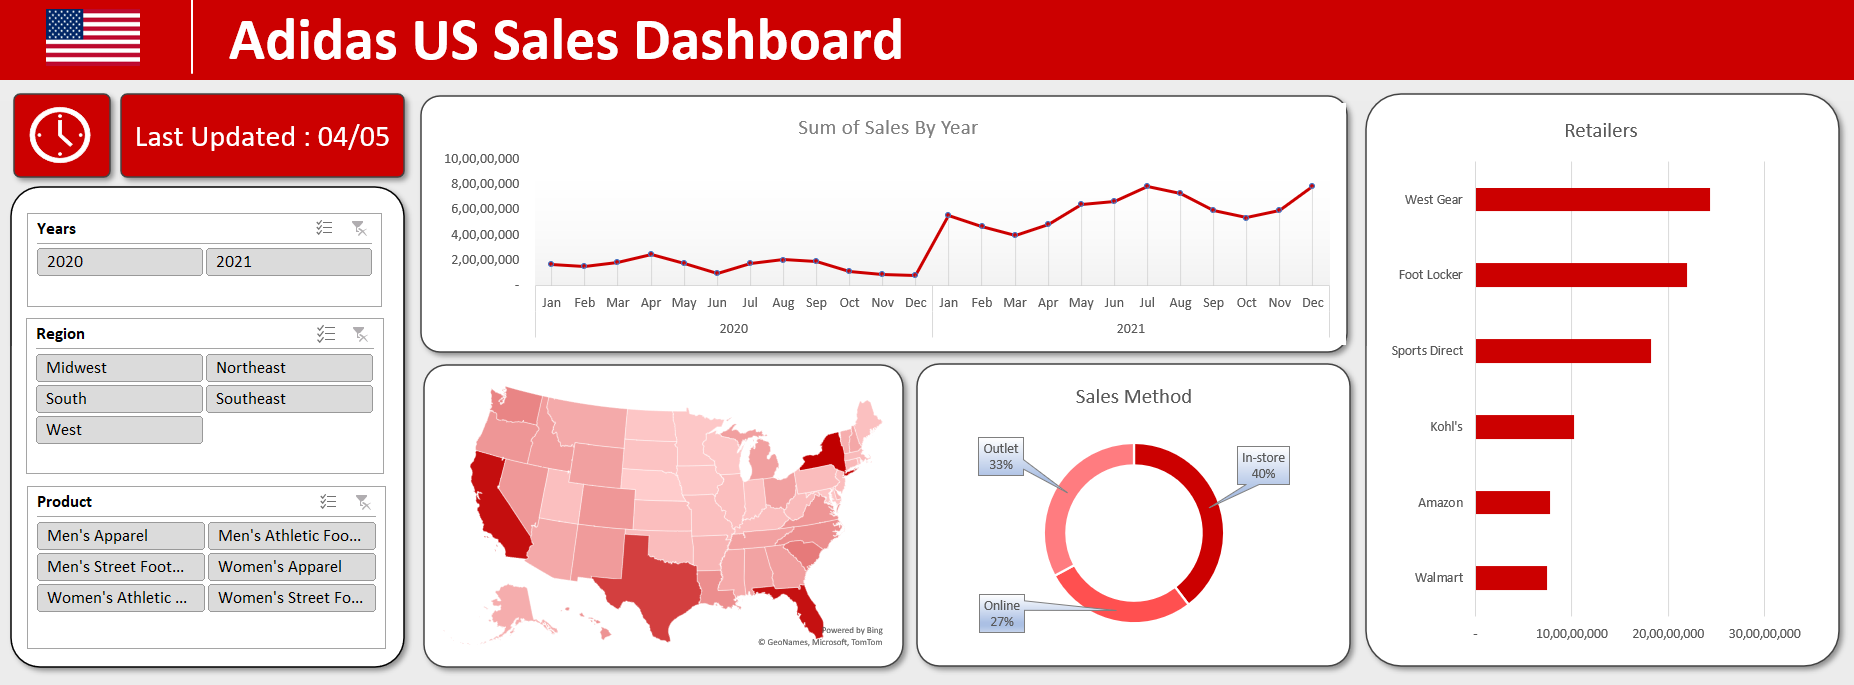 Adidas US Sales Dashboard
Last Updated : 04/05
Years
2020 2021
Region
Midwest Northeast
South Southeast
West
Product
Men's Apparel Men's Athletic Foo...
Men's Street Foot... Women's Apparel
Women's Athletic ... Women's Street Fo...
Sum of Sales By Year
10,00,00,000
8,00,00,000
6,00,00,000
4,00,00,000
2,00,00,000
-
Jan Feb Mar Apr May Jun Jul Aug Sep Oct Nov Dec Jan Feb Mar Apr May Jun Jul Aug Sep Oct Nov Dec
2020 2021
Powered by Bing
© GeoNames, Microsoft, TomTom
Sales Method
Outlet
33%
In-store
40%
Online
27%
Retailers
West Gear
Foot Locker
Sports Direct
Kohl's
Amazon
Walmart
- 10,00,00,000 20,00,00,000 30,00,00,000